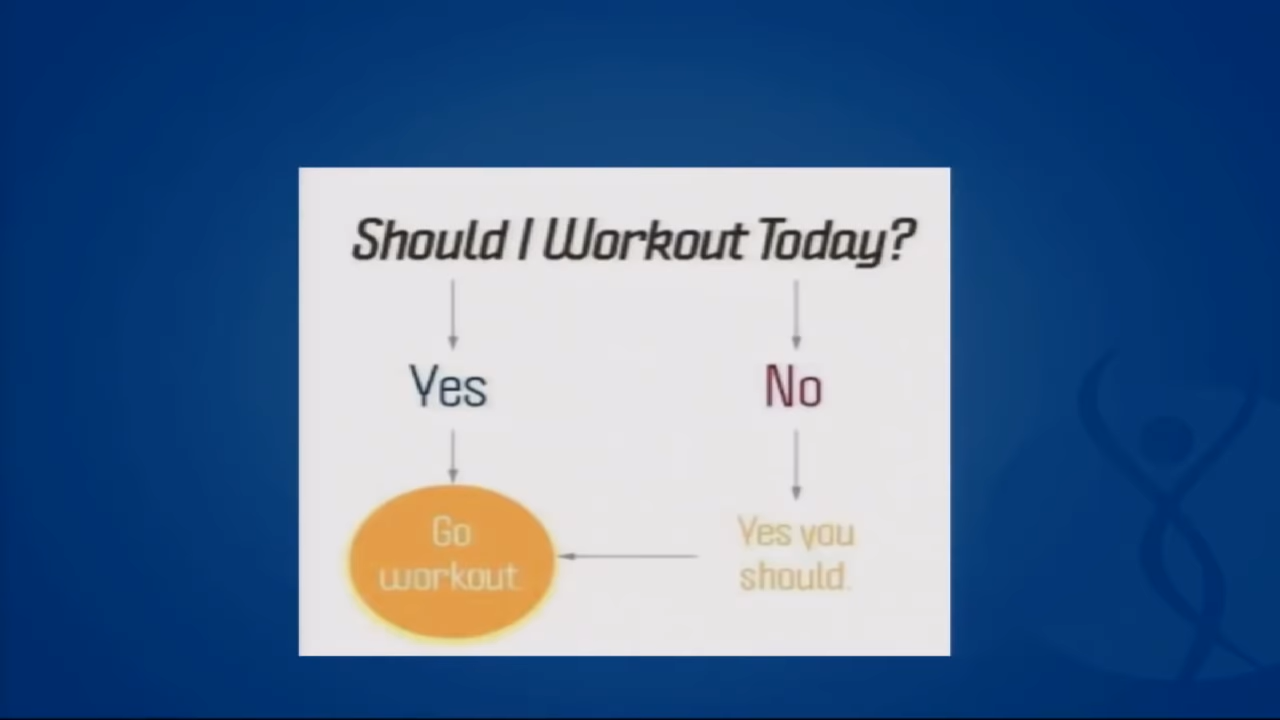 Should I Workout Today?
Yes
No
Go
workout.
Yes you
should.